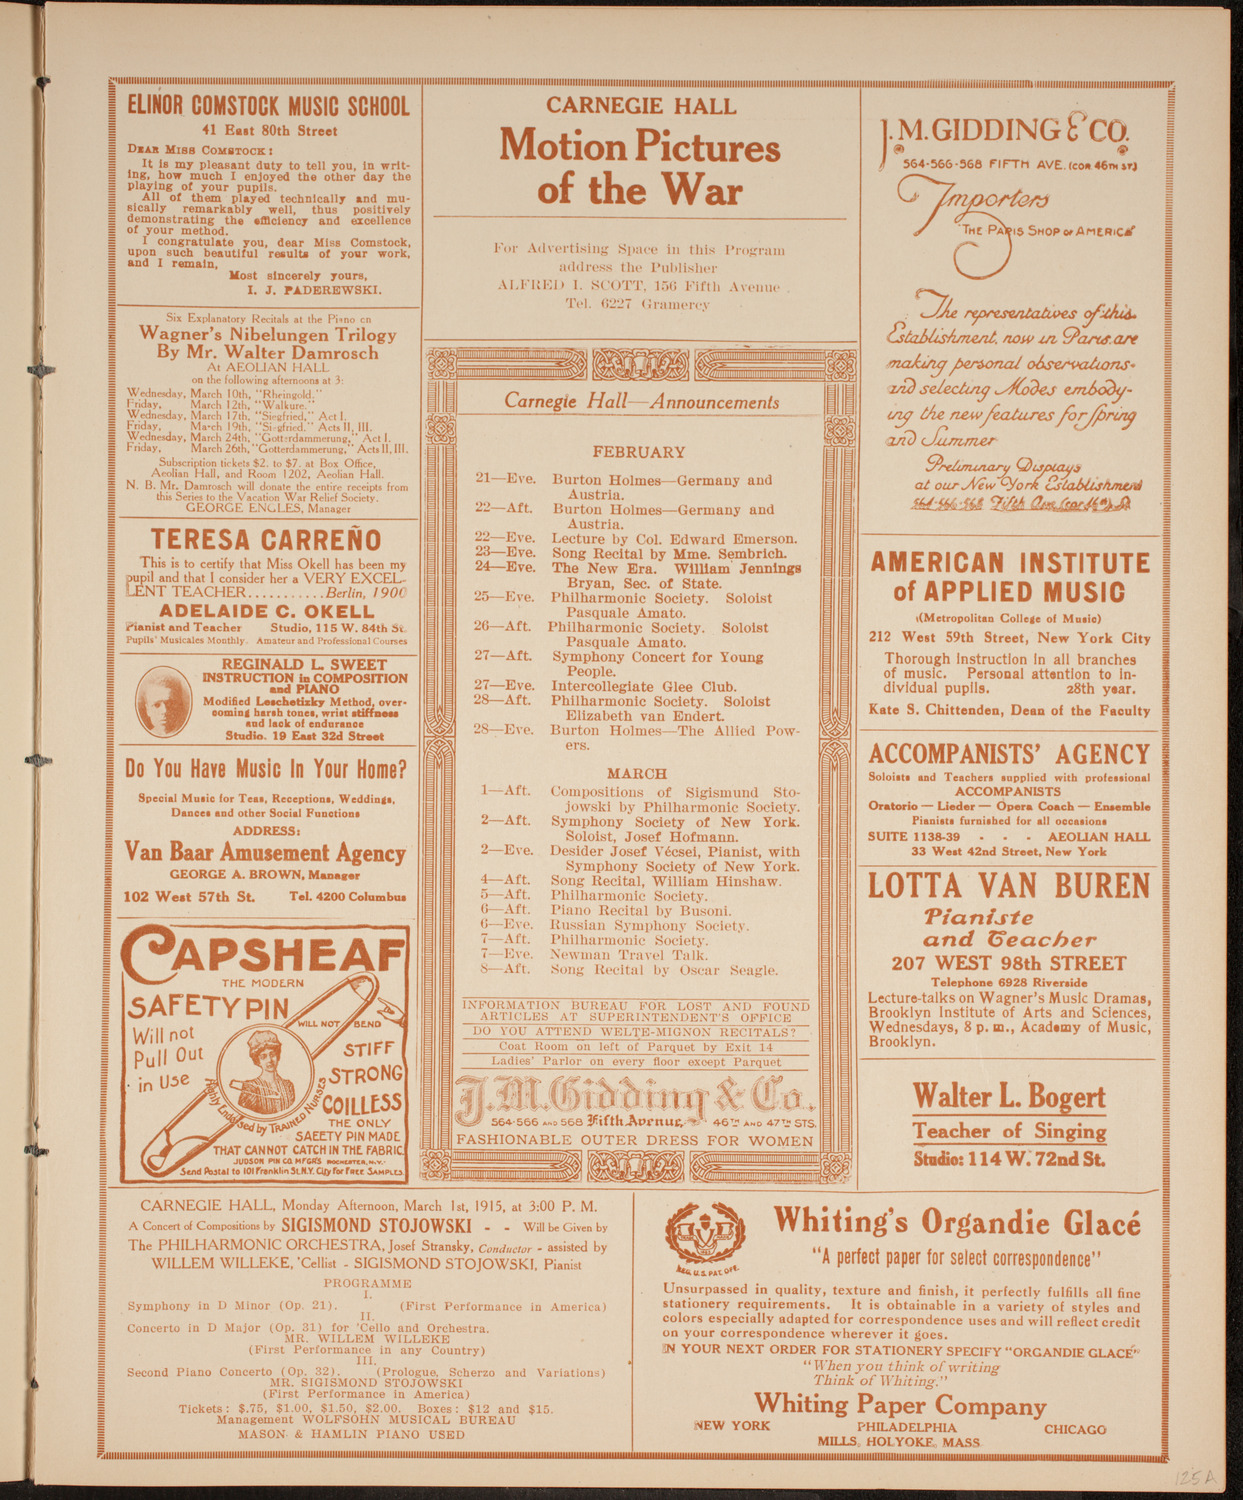 ELINOR COMSTOCK MUSIC SCHOOL
41 East 80th Street
DEAR MISS COMSTOCK:
It is my pleasant duty to tell you, in writ-
ing, how much I enjoyed the other day the
playing of your pupils.
All of them played technically and mu-
sically remarkably well, thus positively
demonstrating the efficiency and excellence
of your method.
I congratulate you, dear Miss Comstock,
upon such beautiful results of your work,
and I remain,
Most sincerely yours,
I. J. PADEREWSKI.
Six Explanatory Recitals at the Piano on
Wagner's Nibelungen Trilogy
By Mr. Walter Damrosch
At AEOLIAN HALL
on the following afternoons at 3:
Wednesday, March 10th, "Rheingold."
Friday, March 12th, "Walkure."
Wednesday, March 17th, "Siegfried," Act I.
Friday, March 19th, "Siegfried." Acts II, III.
Wednesday, March 24th, "Gotterdammerung," Act I.
Friday, March 26th, "Gotterdammerung," Acts II, III.
Subscription tickets $2. to $7. at Box Office,
Aeolian Hall, and Room 1202, Aeolian Hall.
N. B. Mr. Damrosch will donate the entire receipts from
this Series to the Vacation War Relief Society.
GEORGE ENGLES, Manager
TERESA CARREÑO
This is to certify that Miss Okell has been my
pupil and that I consider her a VERY EXCEL-
LENT TEACHER...........Berlin, 1900
ADELAIDE C. OKELL
Pianist and Teacher Studio, 115 W. 84th St.
Pupils' Musicales Monthly. Amateur and Professional Courses
REGINALD L. SWEET
INSTRUCTION in COMPOSITION
and PIANO
Modified Leschetizky Method, over-
coming harsh tones, wrist stiffness
and lack of endurance
Studio. 19 East 32d Street
Do You Have Music In Your Home?
Special Music for Teas, Receptions, Weddings,
Dances and other Social Functions
ADDRESS:
Van Baar Amusement Agency
GEORGE A. BROWN, Manager
102 West 57th St. Tel. 4200 Columbus
CAPSHEAF
THE MODERN
SAFETY PIN
WILL NOT BEND
Will not
Pull Out
in Use
STIFF
STRONG
COILLESS
Highly Endorsed by TRAINED NURSES
THE ONLY
SAFETY PIN MADE
THAT CANNOT CATCH IN THE FABRIC.
JUDSON PIN CO. MFGRS ROCHESTER, N.Y.
Send Postal to 101 Franklin St. N.Y. City for FREE SAMPLES
CARNEGIE HALL
Motion Pictures
of the War
For Advertising Space in this Program
address the Publisher
ALFRED I. SCOTT, 156 Fifth Avenue
Tel. 6227 Gramercy
Carnegie Hall—Announcements
FEBRUARY
21—Eve. Burton Holmes—Germany and
Austria.
22—Aft. Burton Holmes—Germany and
Austria.
22—Eve. Lecture by Col. Edward Emerson.
23—Eve. Song Recital by Mme. Sembrich.
24—Eve. The New Era. William Jennings
Bryan, Sec. of State.
25—Eve. Philharmonic Society. Soloist
Pasquale Amato.
26—Aft. Philharmonic Society. Soloist
Pasquale Amato.
27—Aft. Symphony Concert for Young
People.
27—Eve. Intercollegiate Glee Club.
28—Aft. Philharmonic Society. Soloist
Elizabeth van Endert.
28—Eve. Burton Holmes—The Allied Pow-
ers.
MARCH
1—Aft. Compositions of Sigismund Sto-
jowski by Philharmonic Society.
2—Aft. Symphony Society of New York.
Soloist, Josef Hofmann.
2—Eve. Desider Josef Vécsei, Pianist, with
Symphony Society of New York.
4—Aft. Song Recital, William Hinshaw.
5—Aft. Philharmonic Society.
6—Aft. Piano Recital by Busoni.
6—Eve. Russian Symphony Society.
7—Aft. Philharmonic Society.
7—Eve. Newman Travel Talk.
8—Aft. Song Recital by Oscar Seagle.
INFORMATION BUREAU FOR LOST AND FOUND
ARTICLES AT SUPERINTENDENT'S OFFICE
DO YOU ATTEND WELTE-MIGNON RECITALS?
Coat Room on left of Parquet by Exit 14
Ladies' Parlor on every floor except Parquet
J.M. Gidding & Co.
564-566 AND 568 Fifth Avenue, 46TH AND 47TH STS.
FASHIONABLE OUTER DRESS FOR WOMEN
J. M. GIDDING & CO.
564-566-568 FIFTH AVE. (COR 46TH ST)
Importers
THE PARIS SHOP OF AMERICA
The representatives of this
Establishment, now in Paris, are
making personal observations-
and selecting Modes embody-
ing the new features for Spring
and Summer
Preliminary Displays
at our New York Establishment
564-566-568 Fifth Ave. (cor 46th) St
AMERICAN INSTITUTE
of APPLIED MUSIC
(Metropolitan College of Music)
212 West 59th Street, New York City
Thorough Instruction in all branches
of music. Personal attention to in-
dividual pupils. 28th year.
Kate S. Chittenden, Dean of the Faculty
ACCOMPANISTS' AGENCY
Soloists and Teachers supplied with professional
ACCOMPANISTS
Oratorio — Lieder — Opera Coach — Ensemble
Pianists furnished for all occasions
SUITE 1138-39 - - - AEOLIAN HALL
33 West 42nd Street, New York
LOTTA VAN BUREN
Pianiste
and Teacher
207 WEST 98th STREET
Telephone 6928 Riverside
Lecture-talks on Wagner's Music Dramas,
Brooklyn Institute of Arts and Sciences,
Wednesdays, 8 p. m., Academy of Music,
Brooklyn.
Walter L. Bogert
Teacher of Singing
Studio: 114 W. 72nd St.
CARNEGIE HALL, Monday Afternoon, March 1st, 1915, at 3:00 P. M.
A Concert of Compositions by SIGISMOND STOJOWSKI - - Will be Given by
The PHILHARMONIC ORCHESTRA, Josef Stransky, Conductor - assisted by
WILLEM WILLEKE, 'Cellist - SIGISMOND STOJOWSKI, Pianist
PROGRAMME
I.
Symphony in D Minor (Op. 21). (First Performance in America)
II.
Concerto in D Major (Op. 31) for 'Cello and Orchestra.
MR. WILLEM WILLEKE
(First Performance in any Country)
III.
Second Piano Concerto (Op. 32). (Prologue, Scherzo and Variations)
MR. SIGISMOND STOJOWSKI
(First Performance in America)
Tickets: $.75, $1.00, $1.50, $2.00. Boxes: $12 and $15.
Management WOLFSOHN MUSICAL BUREAU
MASON & HAMLIN PIANO USED
REG. U.S. PAT. OFF.
Whiting's Organdie Glacé
"A perfect paper for select correspondence"
Unsurpassed in quality, texture and finish, it perfectly fulfills all fine
stationery requirements. It is obtainable in a variety of styles and
colors especially adapted for correspondence uses and will reflect credit
on your correspondence wherever it goes.
IN YOUR NEXT ORDER FOR STATIONERY SPECIFY "ORGANDIE GLACÉ"
"When you think of writing
Think of Whiting."
Whiting Paper Company
NEW YORK PHILADELPHIA CHICAGO
MILLS, HOLYOKE, MASS.
125A